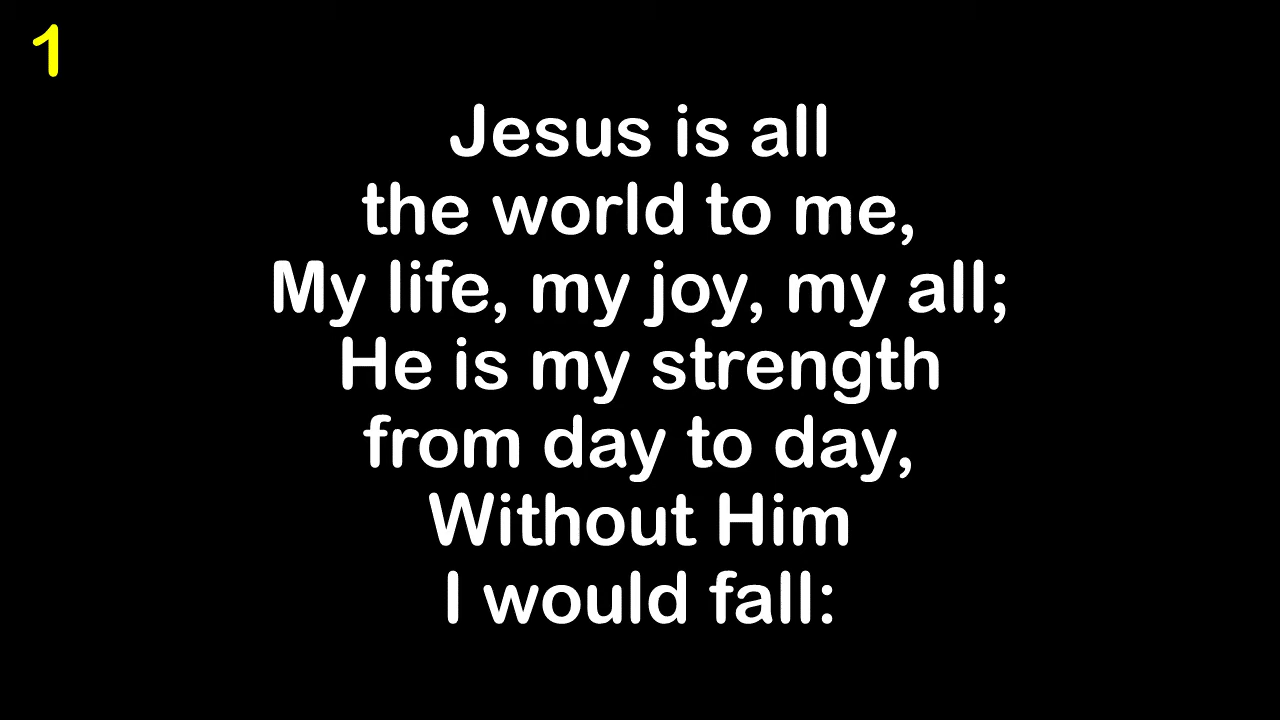 1
Jesus is all
the world to me,
My life, my joy, my all;
He is my strength
from day to day,
Without Him
I would fall: